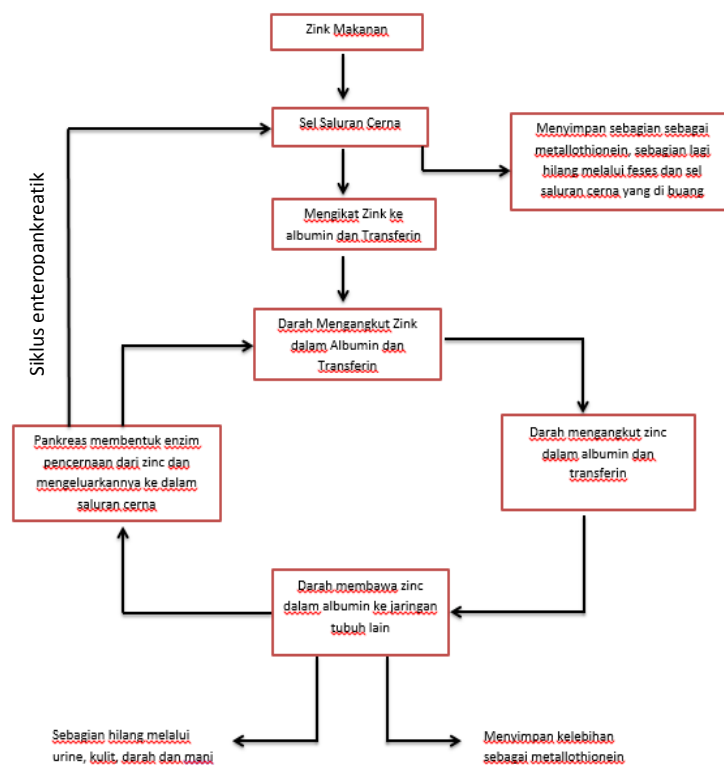 Zink Makanan
Sel Saluran Cerna
Menyimpan sebagian sebagai
metallothionein, sebagian lagi
hilang melalui feses dan sel
saluran cerna yang di buang
Mengikat Zink ke
albumin dan Transferin
Siklus enteropankreatik
Darah Mengangkut Zink
dalam Albumin dan
Transferin
Pankreas membentuk enzim
pencernaan dari zinc dan
mengeluarkannya ke dalam
saluran cerna
Darah mengangkut zinc
dalam albumin dan
transferin
Darah membawa zinc
dalam albumin ke jaringan
tubuh lain
Sebagian hilang melalui
urine, kulit, darah dan mani
Menyimpan kelebihan
sebagai metallothionein